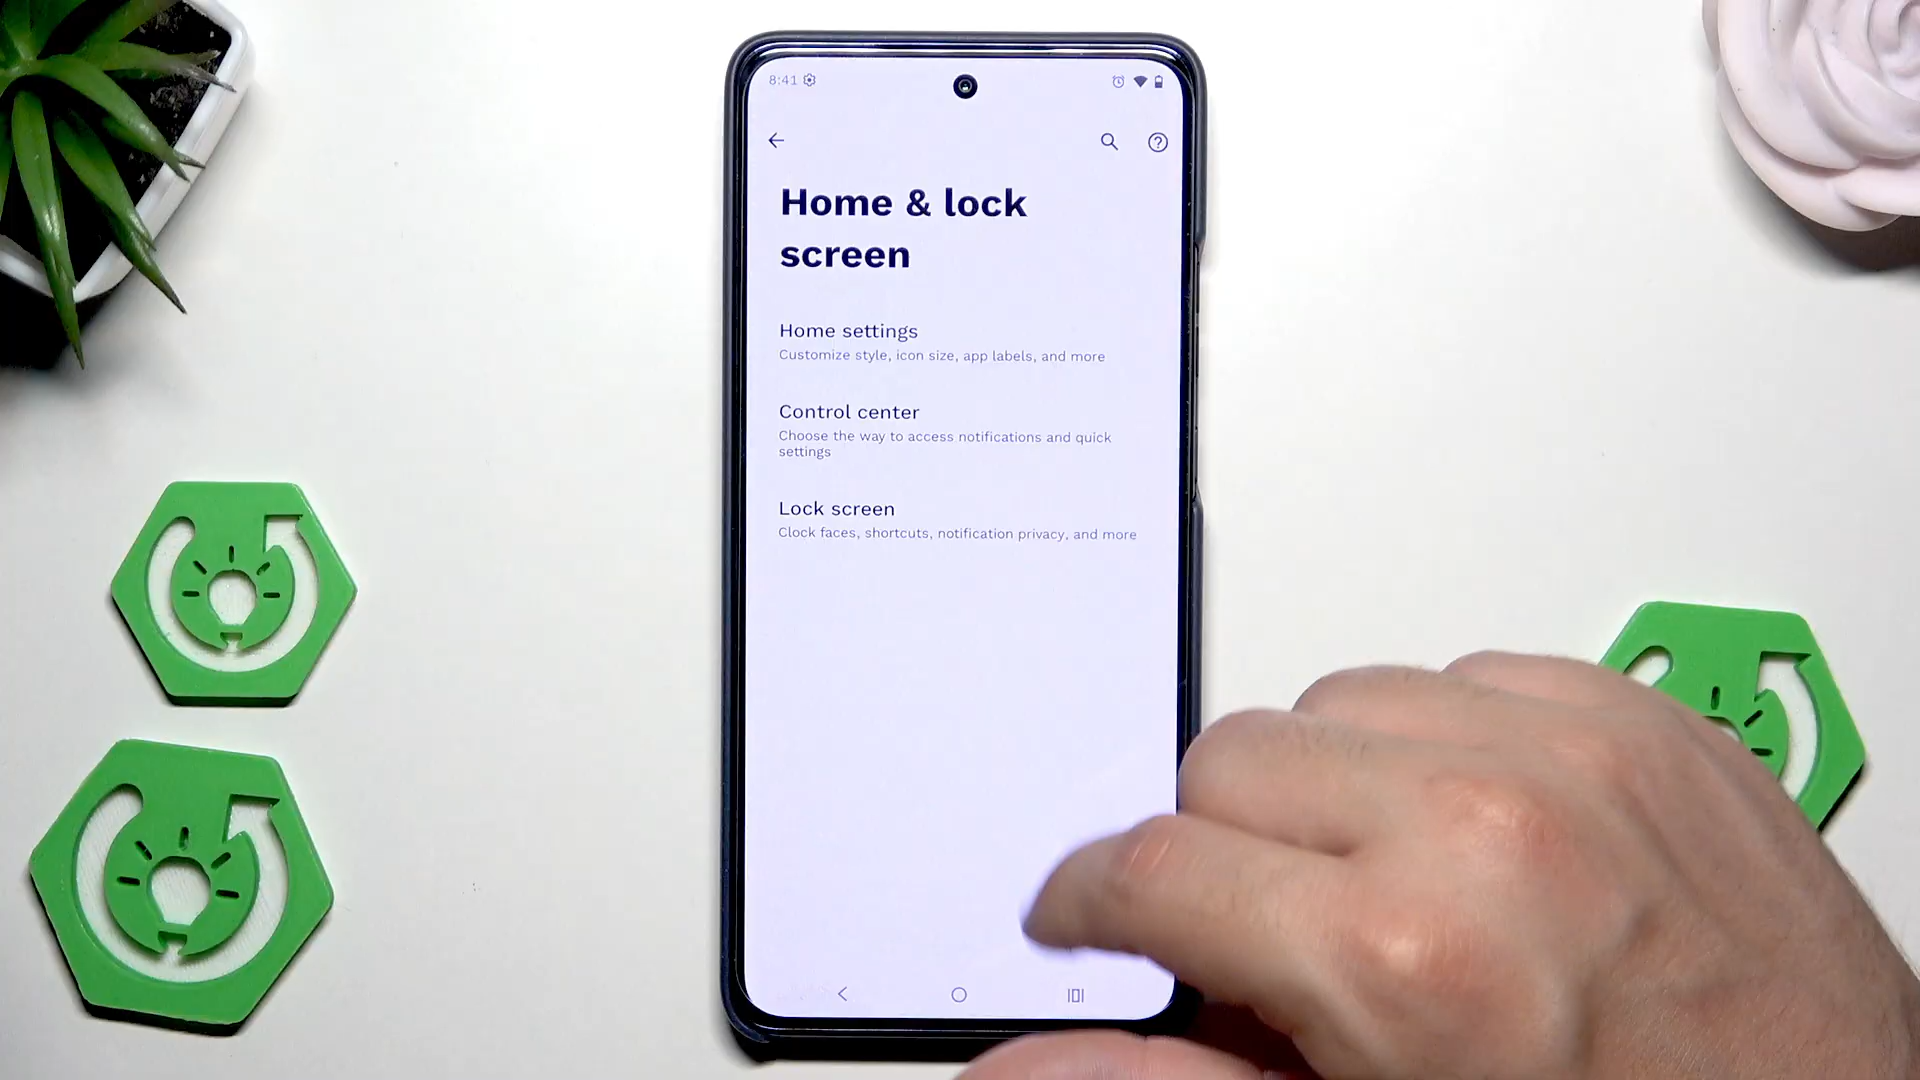 8:41
Home & lock
screen
Home settings
Customize style, icon size, app labels, and more
Control center
Choose the way to access notifications and quick
settings
Lock screen
Clock faces, shortcuts, notification privacy, and more